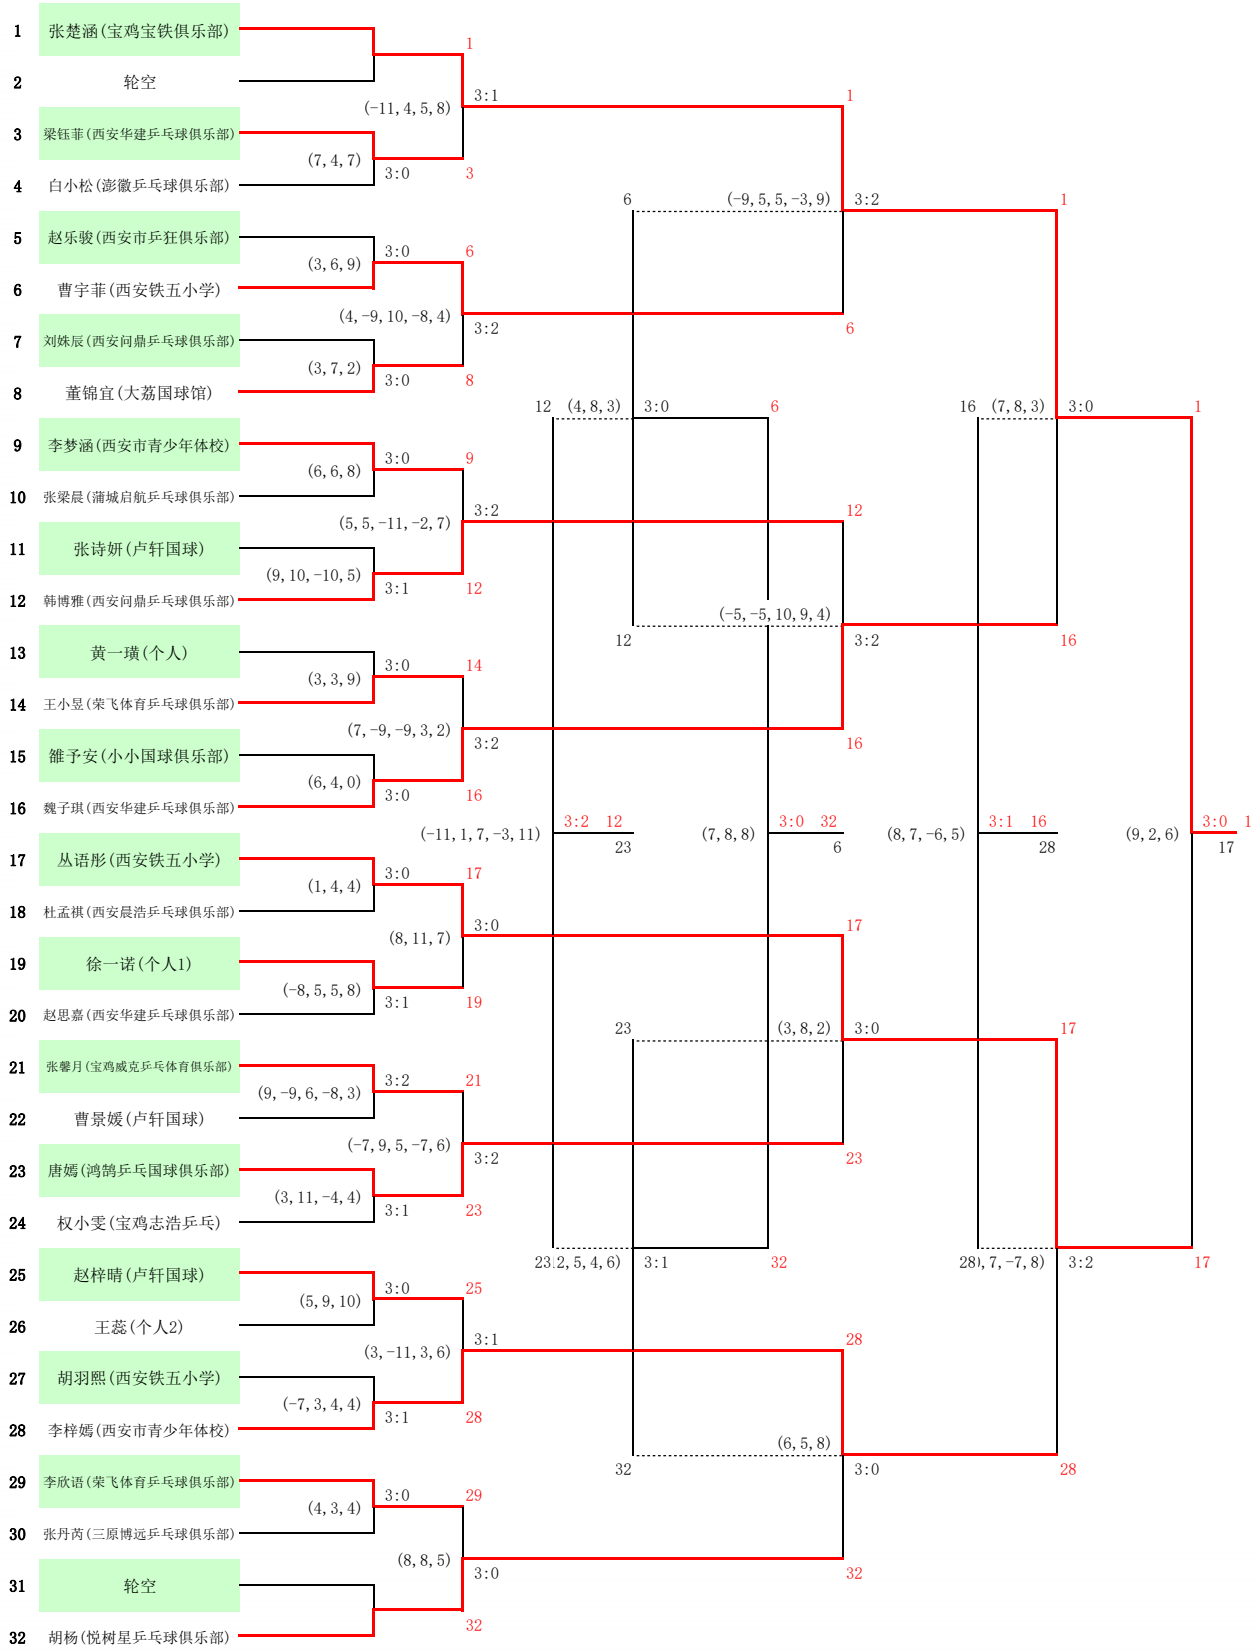 1 张楚涵(宝鸡宝铁俱乐部)
1
2 轮空
(-11,4,5,8) 3:1 1
3 梁钰菲(西安华建乒乓球俱乐部)
(7,4,7) 3:0 3
4 白小松(澎徽乒乓球俱乐部)
6 (-9,5,5,-3,9) 3:2 1
5 赵乐骏(西安市乒狂俱乐部)
(3,6,9) 3:0 6
6 曹宇菲(西安铁五小学)
(4,-9,10,-8,4) 3:2 6
7 刘姝辰(西安问鼎乒乓球俱乐部)
(3,7,2) 3:0 8
8 董锦宜(大荔国球馆)
12 (4,8,3) 3:0 6 16 (7,8,3) 3:0 1
9 李梦涵(西安市青少年体校)
(6,6,8) 3:0 9
10 张梁晨(蒲城启航乒乓球俱乐部)
(5,5,-11,-2,7) 3:2 12
11 张诗妍(卢轩国球)
(9,10,-10,5) 3:1 12
12 韩博雅(西安问鼎乒乓球俱乐部)
12 (-5,-5,10,9,4) 3:2 16
13 黄一璜(个人)
(3,3,9) 3:0 14
14 王小昱(荣飞体育乒乓球俱乐部)
(7,-9,-9,3,2) 3:2 16
15 雒予安(小小国球俱乐部)
(6,4,0) 3:0 16
16 魏子琪(西安华建乒乓球俱乐部)
(-11,1,7,-3,11) 3:2 12 (7,8,8) 3:0 32 (8,7,-6,5) 3:1 16 (9,2,6) 3:0 1
23 6 28 17
17 丛语彤(西安铁五小学)
(1,4,4) 3:0 17
18 杜孟祺(西安晨浩乒乓球俱乐部)
(8,11,7) 3:0 17
19 徐一诺(个人1)
(-8,5,5,8) 3:1 19
20 赵思嘉(西安华建乒乓球俱乐部)
23 (3,8,2) 3:0 17
21 张馨月(宝鸡威克乒乓体育俱乐部)
(9,-9,6,-8,3) 3:2 21
22 曹景媛(卢轩国球)
(-7,9,5,-7,6) 3:2 23
23 唐嫣(鸿鹄乒乓国球俱乐部)
(3,11,-4,4) 3:1 23
24 权小雯(宝鸡志浩乒乓)
23 2,5,4,6) 3:1 32 28 ,7,-7,8) 3:2 17
25 赵梓晴(卢轩国球)
(5,9,10) 3:0 25
26 王蕊(个人2)
(3,-11,3,6) 3:1 28
27 胡羽熙(西安铁五小学)
(-7,3,4,4) 3:1 28
28 李梓嫣(西安市青少年体校)
32 (6,5,8) 3:0 28
29 李欣语(荣飞体育乒乓球俱乐部)
(4,3,4) 3:0 29
30 张丹芮(三原博远乒乓球俱乐部)
(8,8,5) 3:0 32
31 轮空
32
32 胡杨(悦树星乒乓球俱乐部)